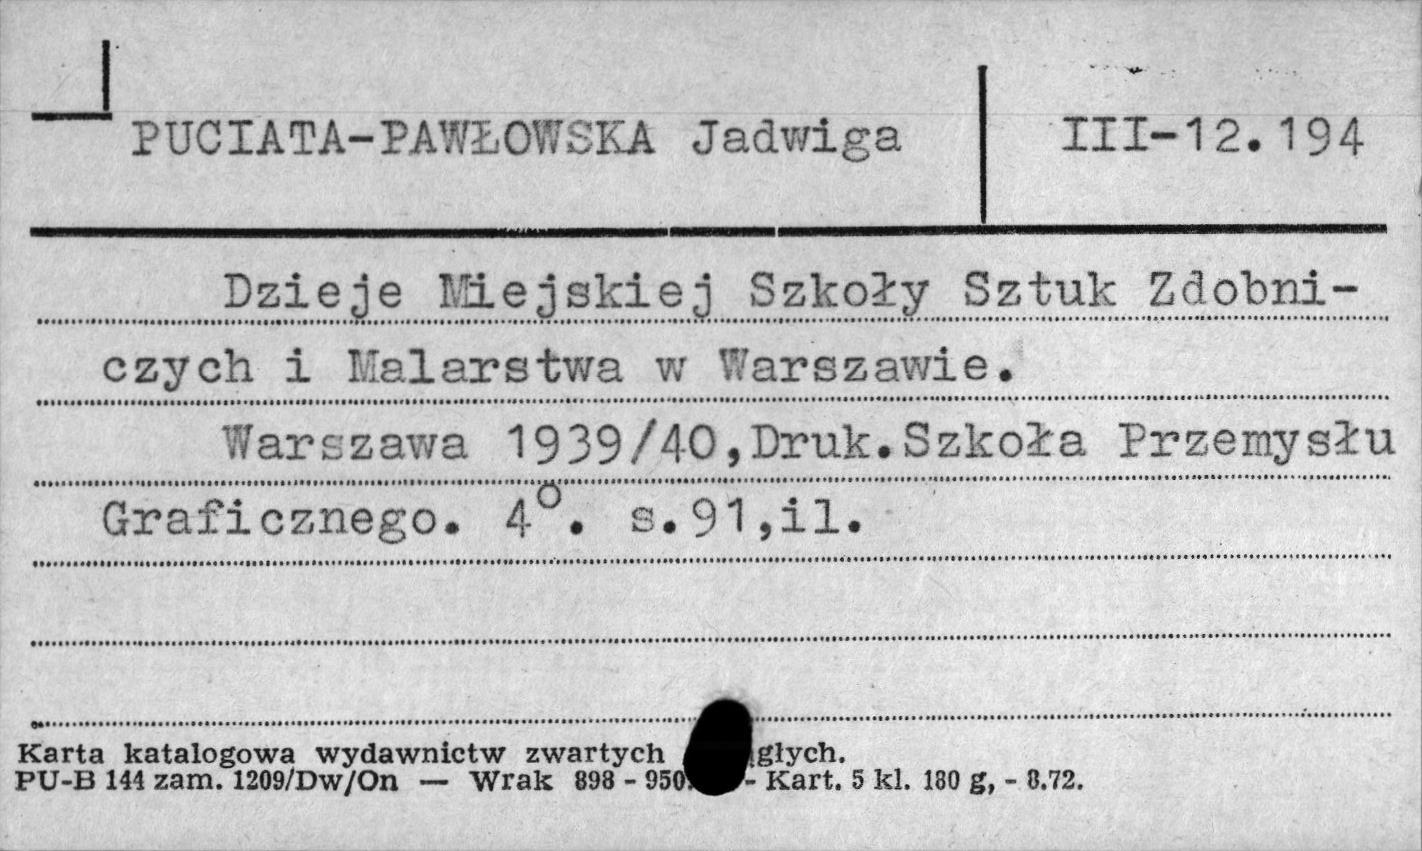 PUCIATA-PAWŁOWSKA Jadwiga III-12.194
Dzieje Miejskiej Szkoły Sztuk Zdobni-
czych i Malarstwa w Warszawie.
Warszawa 1939/40,Druk.Szkoła Przemysłu
Graficznego. 4°. s.91,il.
Karta katalogowa wydawnictw zwartych głych.
PU-B 144 zam. 1209/Dw/On — Wrak 898 - 950. - Kart. 5 kl. 180 g, - 8.72.